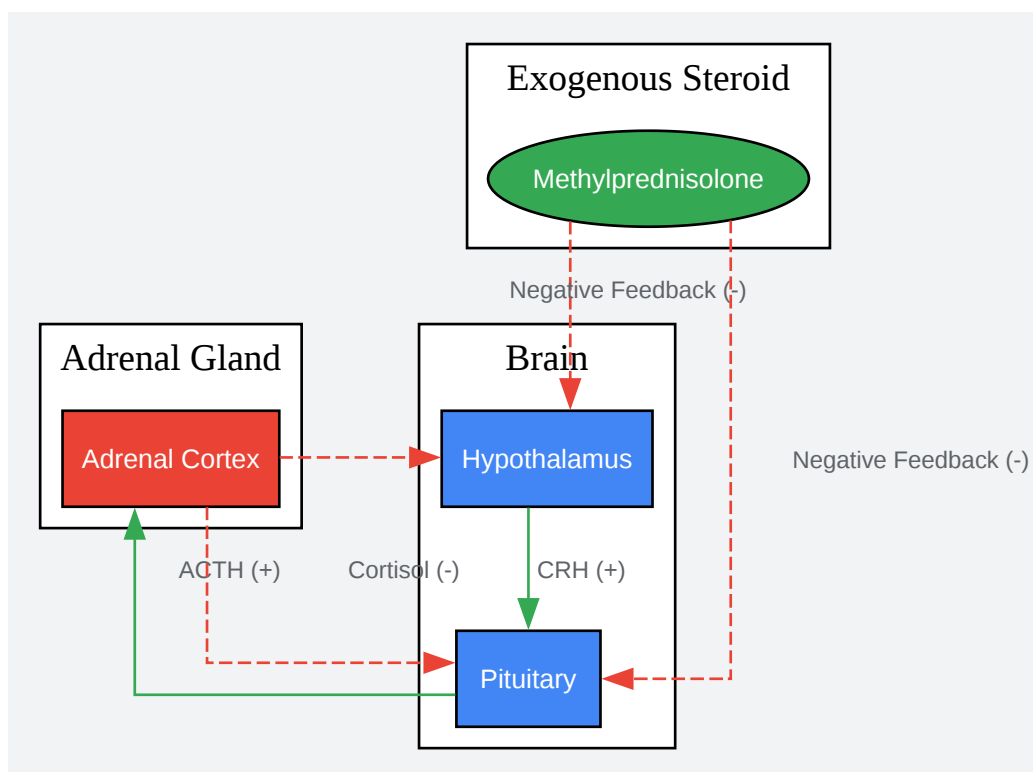 Exogenous Steroid
Methylprednisolone
Negative Feedback (-)
Adrenal Gland
Brain
Adrenal Cortex
Hypothalamus
Negative Feedback (-)
ACTH (+)
Cortisol (-)
CRH (+)
Pituitary